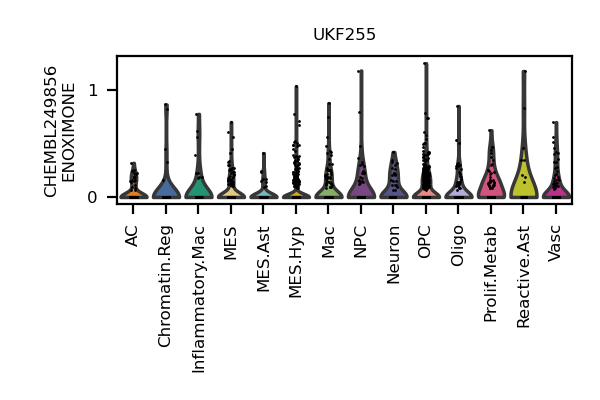 UKF255
CHEMBL249856
ENOXIMONE
1
0
AC
Chromatin.Reg
Inflammatory.Mac
MES
MES.Ast
MES.Hyp
Mac
NPC
Neuron
OPC
Oligo
Prolif.Metab
Reactive.Ast
Vasc